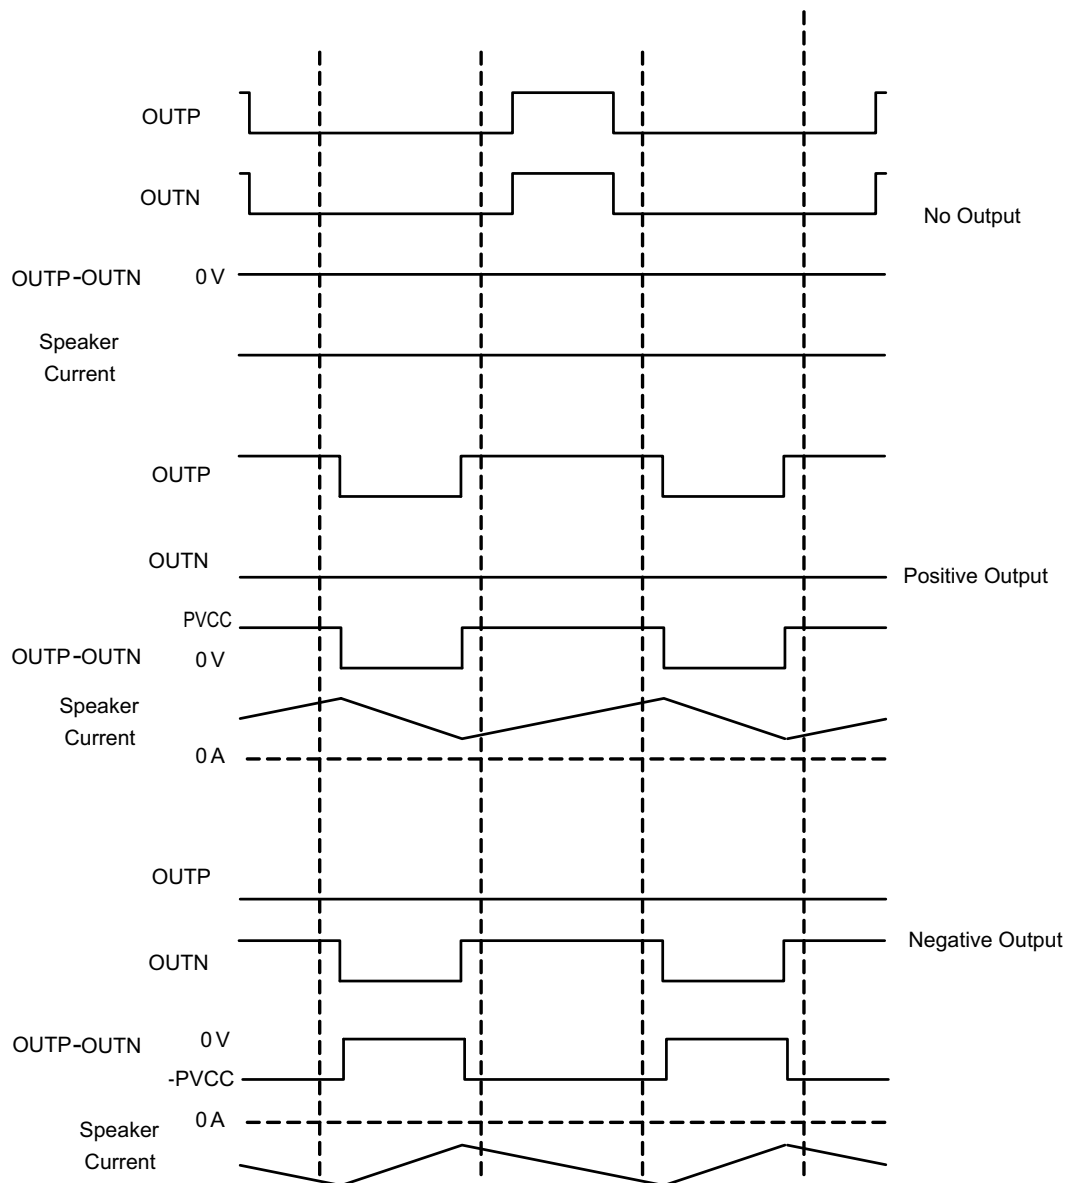 OUTP
OUTN
No Output
OUTP-OUTN 0 V
Speaker
Current
OUTP
OUTN
Positive Output
PVCC
OUTP-OUTN 0 V
Speaker
Current
0 A
OUTP
Negative Output
OUTN
OUTP-OUTN 0 V
-PVCC
0 A
Speaker
Current